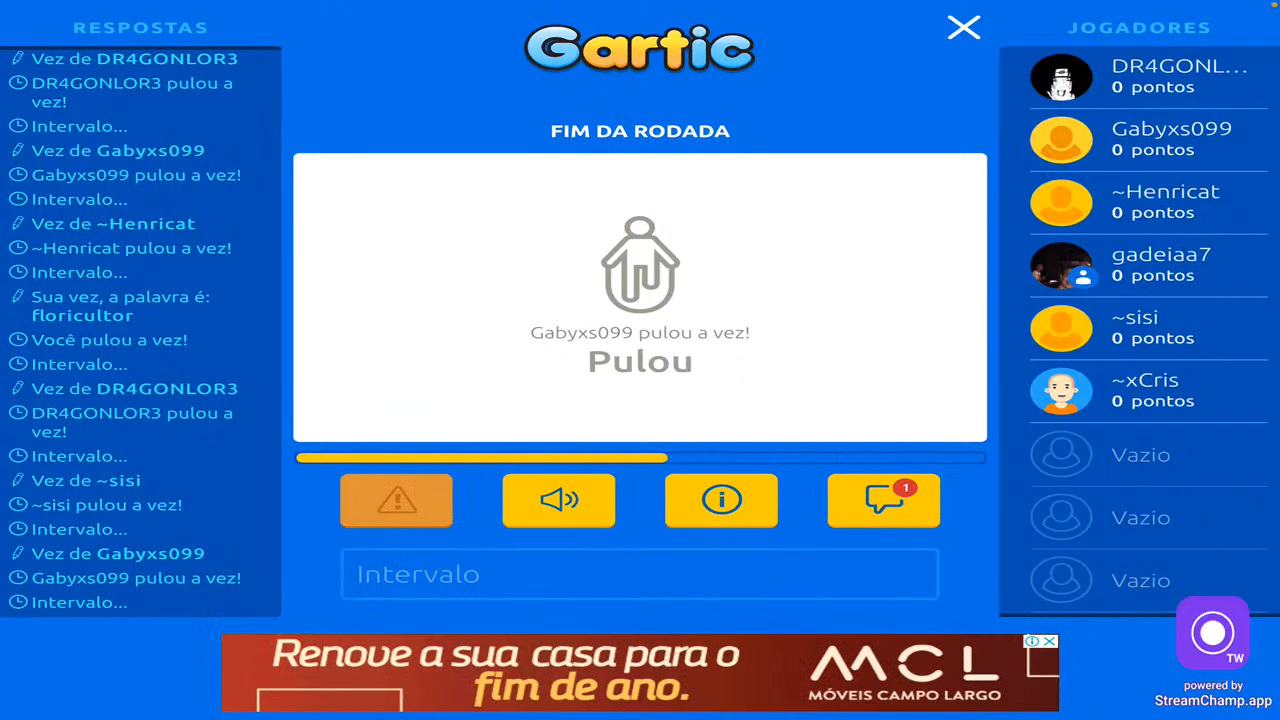 RESPOSTAS
Vez de DR4GONLOR3
DR4GONLOR3 pulou a
vez!
Intervalo...
Vez de Gabyxs099
Gabyxs099 pulou a vez!
Intervalo...
Vez de ~Henricat
~Henricat pulou a vez!
Intervalo...
Sua vez, a palavra é:
floricultor
Você pulou a vez!
Intervalo...
Vez de DR4GONLOR3
DR4GONLOR3 pulou a
vez!
Intervalo...
Vez de ~sisi
~sisi pulou a vez!
Intervalo...
Vez de Gabyxs099
Gabyxs099 pulou a vez!
Intervalo...
Gartic
FIM DA RODADA
Gabyxs099 pulou a vez!
Pulou
1
Intervalo
JOGADORES
DR4GONL...
0 pontos
Gabyxs099
0 pontos
~Henricat
0 pontos
gadeiaa7
0 pontos
~sisi
0 pontos
~xCris
0 pontos
Vazio
Vazio
Vazio
Renove a sua casa para o
fim de ano.
MCL
MÓVEIS CAMPO LARGO
TW
powered by
StreamChamp.app